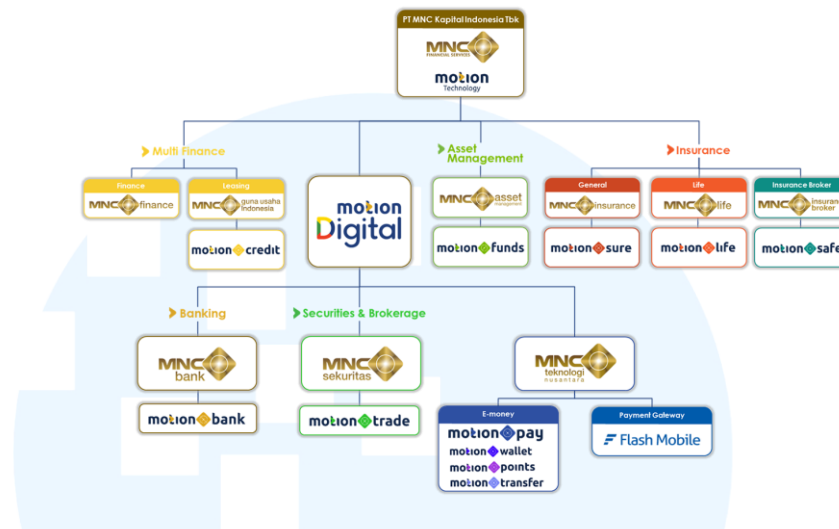 PT MNC Kapital Indonesia Tbk
MNC
FINANCIAL SERVICES
motion
Technology
Multi Finance
Asset
Management
Insurance
Finance
MNC finance
Leasing
MNC guna usaha
indonesia
motion credit
motion
Digital
MNC asset
management
motion funds
General
MNC insurance
motion sure
Life
MNC life
motion life
Insurance Broker
MNC insurance
broker
motion safe
Banking
MNC
bank
motion bank
Securities & Brokerage
MNC
sekuritas
motion trade
MNC
teknologi
nusantara
E-money
motion pay
motion wallet
motion points
motion transfer
Payment Gateway
Flash Mobile